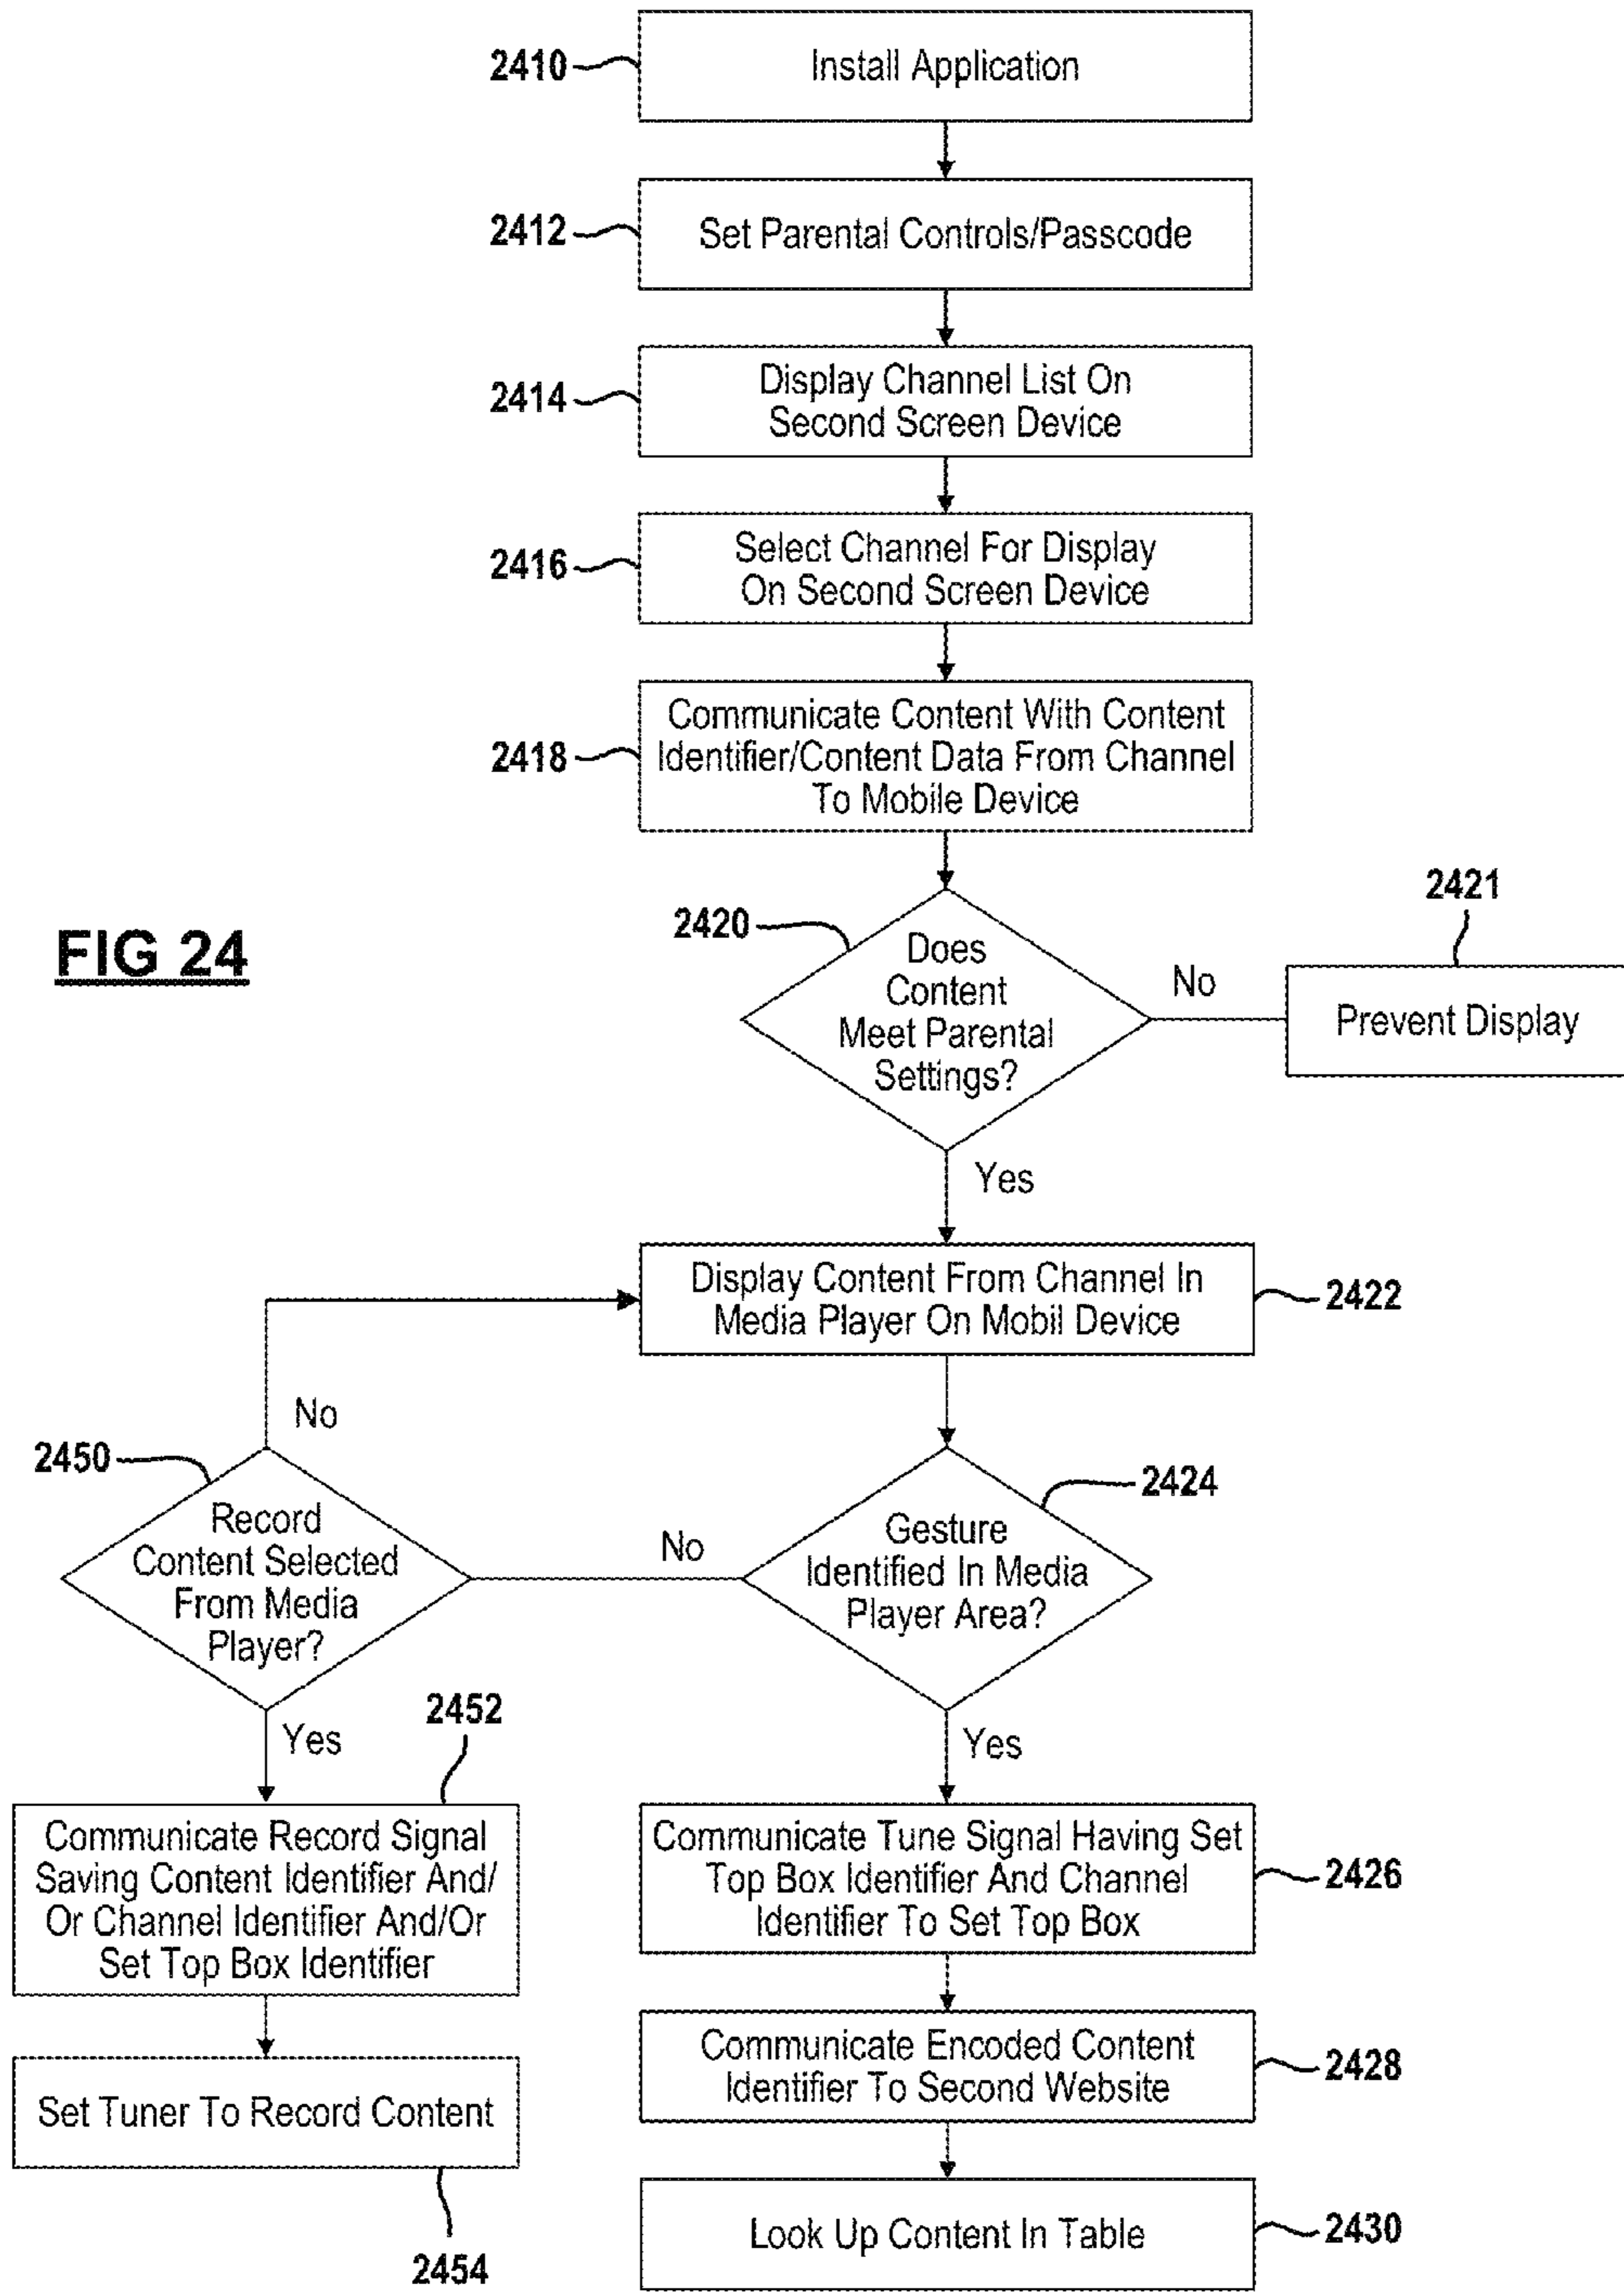 2410
Install Application
2412
Set Parental Controls/Passcode
2414
Display Channel List On
Second Screen Device
2416
Select Channel For Display
On Second Screen Device
2418
Communicate Content With Content
Identifier/Content Data From Channel
To Mobile Device
FIG 24
2420
Does
Content
Meet Parental
Settings?
No
2421
Prevent Display
Yes
Display Content From Channel In
Media Player On Mobil Device
2422
No
2450
Record
Content Selected
From Media
Player?
No
2424
Gesture
Identified In Media
Player Area?
Yes
2452
Communicate Record Signal
Saving Content Identifier And/
Or Channel Identifier And/Or
Set Top Box Identifier
Set Tuner To Record Content
2454
Yes
Communicate Tune Signal Having Set
Top Box Identifier And Channel
Identifier To Set Top Box
2426
Communicate Encoded Content
Identifier To Second Website
2428
Look Up Content In Table
2430